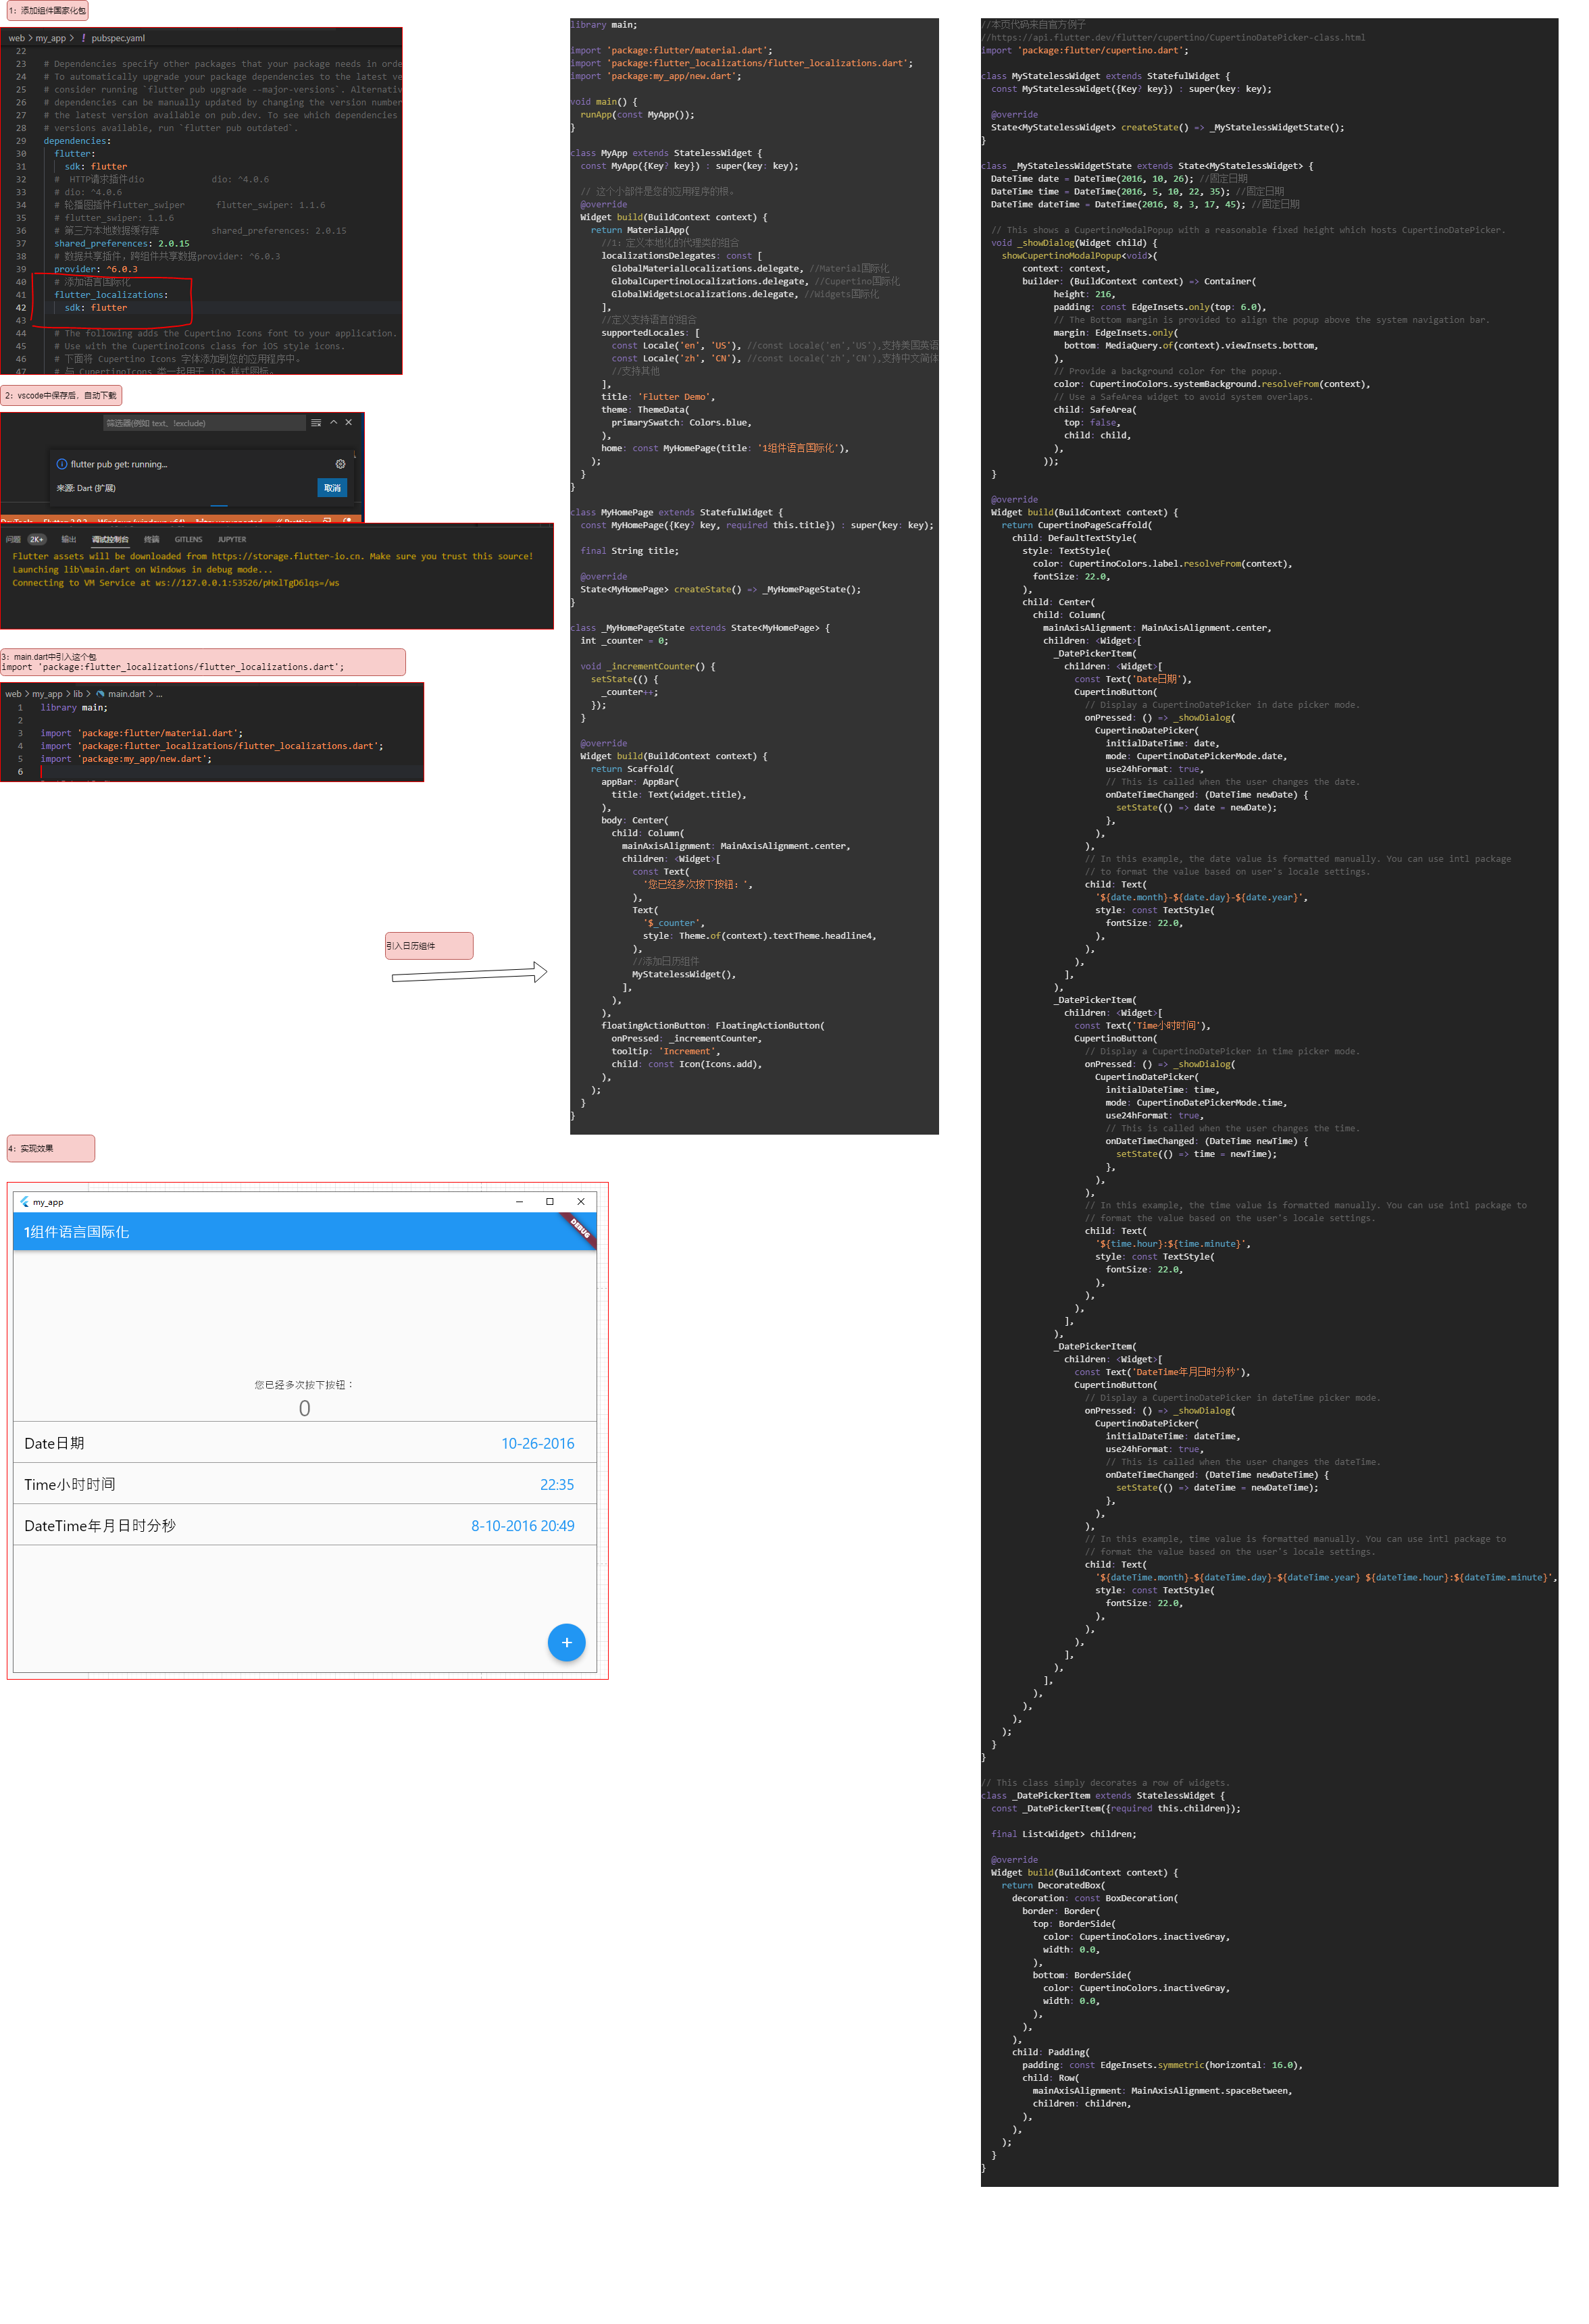 1：添加组件国家化包
web > my_app > ! pubspec.yaml
22
23 # Dependencies specify other packages that your package needs in orde
24 # To automatically upgrade your package dependencies to the latest ve
25 # consider running `flutter pub upgrade --major-versions`. Alternativ
26 # dependencies can be manually updated by changing the version number
27 # the latest version available on pub.dev. To see which dependencies
28 # versions available, run `flutter pub outdated`.
29 dependencies:
30 flutter:
31 sdk: flutter
32 # HTTP请求插件dio dio: ^4.0.6
33 # dio: ^4.0.6
34 # 轮播图插件flutter_swiper flutter_swiper: 1.1.6
35 # flutter_swiper: 1.1.6
36 # 第三方本地数据缓存库 shared_preferences: 2.0.15
37 shared_preferences: 2.0.15
38 # 数据共享插件，跨组件共享数据provider: ^6.0.3
39 provider: ^6.0.3
40 # 添加语言国际化
41 flutter_localizations:
42 sdk: flutter
43
44 # The following adds the Cupertino Icons font to your application.
45 # Use with the CupertinoIcons class for iOS style icons.
46 # 下面将 Cupertino Icons 字体添加到您的应用程序中。
47 # 与 CupertinoIcons 类一起用于 iOS 样式图标。
2：vscode中保存后，自动下载
筛选器(例如 text、!exclude)
flutter pub get: running...
来源: Dart (扩展)
取消
问题 2K+ 输出 调试控制台 终端 GITLENS JUPYTER
Flutter assets will be downloaded from https://storage.flutter-io.cn. Make sure you trust this source!
Launching lib\main.dart on Windows in debug mode...
Connecting to VM Service at ws://127.0.0.1:53526/pHxlTgD6lqs=/ws
3：main.dart中引入这个包
import 'package:flutter_localizations/flutter_localizations.dart';
web > my_app > lib > main.dart > ...
1 library main;
2
3 import 'package:flutter/material.dart';
4 import 'package:flutter_localizations/flutter_localizations.dart';
5 import 'package:my_app/new.dart';
6
引入日历组件
4：实现效果
my_app
1组件语言国际化
DEBUG
您已经多次按下按钮：
0
Date日期 10-26-2016
Time小时时间 22:35
DateTime年月日时分秒 8-10-2016 20:49
+
library main;
import 'package:flutter/material.dart';
import 'package:flutter_localizations/flutter_localizations.dart';
import 'package:my_app/new.dart';
void main() {
runApp(const MyApp());
}
class MyApp extends StatelessWidget {
const MyApp({Key? key}) : super(key: key);
// 这个小部件是您的应用程序的根。
@override
Widget build(BuildContext context) {
return MaterialApp(
//1：定义本地化的代理类的组合
localizationsDelegates: const [
GlobalMaterialLocalizations.delegate, //Material国际化
GlobalCupertinoLocalizations.delegate, //Cupertino国际化
GlobalWidgetsLocalizations.delegate, //Widgets国际化
],
//定义支持语言的组合
supportedLocales: [
const Locale('en', 'US'), //const Locale('en','US'),支持美国英语
const Locale('zh', 'CN'), //const Locale('zh','CN'),支持中文简体
//支持其他
],
title: 'Flutter Demo',
theme: ThemeData(
primarySwatch: Colors.blue,
),
home: const MyHomePage(title: '1组件语言国际化'),
);
}
}
class MyHomePage extends StatefulWidget {
const MyHomePage({Key? key, required this.title}) : super(key: key);
final String title;
@override
State<MyHomePage> createState() => _MyHomePageState();
}
class _MyHomePageState extends State<MyHomePage> {
int _counter = 0;
void _incrementCounter() {
setState(() {
_counter++;
});
}
@override
Widget build(BuildContext context) {
return Scaffold(
appBar: AppBar(
title: Text(widget.title),
),
body: Center(
child: Column(
mainAxisAlignment: MainAxisAlignment.center,
children: <Widget>[
const Text(
'您已经多次按下按钮：',
),
Text(
'$_counter',
style: Theme.of(context).textTheme.headline4,
),
//添加日历组件
MyStatelessWidget(),
],
),
),
floatingActionButton: FloatingActionButton(
onPressed: _incrementCounter,
tooltip: 'Increment',
child: const Icon(Icons.add),
),
);
}
}
//本页代码来自官方例子
//https://api.flutter.dev/flutter/cupertino/CupertinoDatePicker-class.html
import 'package:flutter/cupertino.dart';
class MyStatelessWidget extends StatefulWidget {
const MyStatelessWidget({Key? key}) : super(key: key);
@override
State<MyStatelessWidget> createState() => _MyStatelessWidgetState();
}
class _MyStatelessWidgetState extends State<MyStatelessWidget> {
DateTime date = DateTime(2016, 10, 26); //固定日期
DateTime time = DateTime(2016, 5, 10, 22, 35); //固定日期
DateTime dateTime = DateTime(2016, 8, 3, 17, 45); //固定日期
// This shows a CupertinoModalPopup with a reasonable fixed height which hosts CupertinoDatePicker.
void _showDialog(Widget child) {
showCupertinoModalPopup<void>(
context: context,
builder: (BuildContext context) => Container(
height: 216,
padding: const EdgeInsets.only(top: 6.0),
// The Bottom margin is provided to align the popup above the system navigation bar.
margin: EdgeInsets.only(
bottom: MediaQuery.of(context).viewInsets.bottom,
),
// Provide a background color for the popup.
color: CupertinoColors.systemBackground.resolveFrom(context),
// Use a SafeArea widget to avoid system overlaps.
child: SafeArea(
top: false,
child: child,
),
));
}
@override
Widget build(BuildContext context) {
return CupertinoPageScaffold(
child: DefaultTextStyle(
style: TextStyle(
color: CupertinoColors.label.resolveFrom(context),
fontSize: 22.0,
),
child: Center(
child: Column(
mainAxisAlignment: MainAxisAlignment.center,
children: <Widget>[
_DatePickerItem(
children: <Widget>[
const Text('Date日期'),
CupertinoButton(
// Display a CupertinoDatePicker in date picker mode.
onPressed: () => _showDialog(
CupertinoDatePicker(
initialDateTime: date,
mode: CupertinoDatePickerMode.date,
use24hFormat: true,
// This is called when the user changes the date.
onDateTimeChanged: (DateTime newDate) {
setState(() => date = newDate);
},
),
),
// In this example, the date value is formatted manually. You can use intl package
// to format the value based on user's locale settings.
child: Text(
'${date.month}-${date.day}-${date.year}',
style: const TextStyle(
fontSize: 22.0,
),
),
),
],
),
_DatePickerItem(
children: <Widget>[
const Text('Time小时时间'),
CupertinoButton(
// Display a CupertinoDatePicker in time picker mode.
onPressed: () => _showDialog(
CupertinoDatePicker(
initialDateTime: time,
mode: CupertinoDatePickerMode.time,
use24hFormat: true,
// This is called when the user changes the time.
onDateTimeChanged: (DateTime newTime) {
setState(() => time = newTime);
},
),
),
// In this example, the time value is formatted manually. You can use intl package to
// format the value based on the user's locale settings.
child: Text(
'${time.hour}:${time.minute}',
style: const TextStyle(
fontSize: 22.0,
),
),
),
],
),
_DatePickerItem(
children: <Widget>[
const Text('DateTime年月日时分秒'),
CupertinoButton(
// Display a CupertinoDatePicker in dateTime picker mode.
onPressed: () => _showDialog(
CupertinoDatePicker(
initialDateTime: dateTime,
use24hFormat: true,
// This is called when the user changes the dateTime.
onDateTimeChanged: (DateTime newDateTime) {
setState(() => dateTime = newDateTime);
},
),
),
// In this example, time value is formatted manually. You can use intl package to
// format the value based on the user's locale settings.
child: Text(
'${dateTime.month}-${dateTime.day}-${dateTime.year} ${dateTime.hour}:${dateTime.minute}',
style: const TextStyle(
fontSize: 22.0,
),
),
),
],
),
],
),
),
),
);
}
}
// This class simply decorates a row of widgets.
class _DatePickerItem extends StatelessWidget {
const _DatePickerItem({required this.children});
final List<Widget> children;
@override
Widget build(BuildContext context) {
return DecoratedBox(
decoration: const BoxDecoration(
border: Border(
top: BorderSide(
color: CupertinoColors.inactiveGray,
width: 0.0,
),
bottom: BorderSide(
color: CupertinoColors.inactiveGray,
width: 0.0,
),
),
),
child: Padding(
padding: const EdgeInsets.symmetric(horizontal: 16.0),
child: Row(
mainAxisAlignment: MainAxisAlignment.spaceBetween,
children: children,
),
),
);
}
}